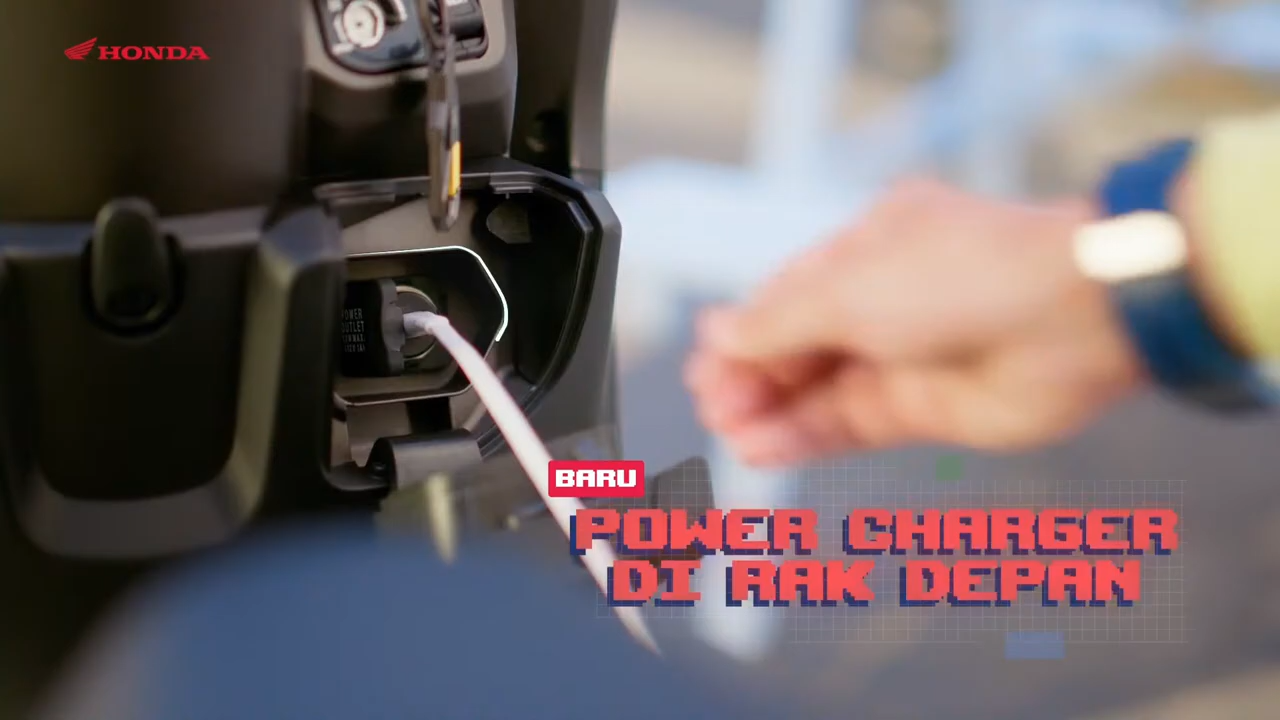 HONDA
POWER
OUTLET
BARU
POWER CHARGER
DI RAK DEPAN